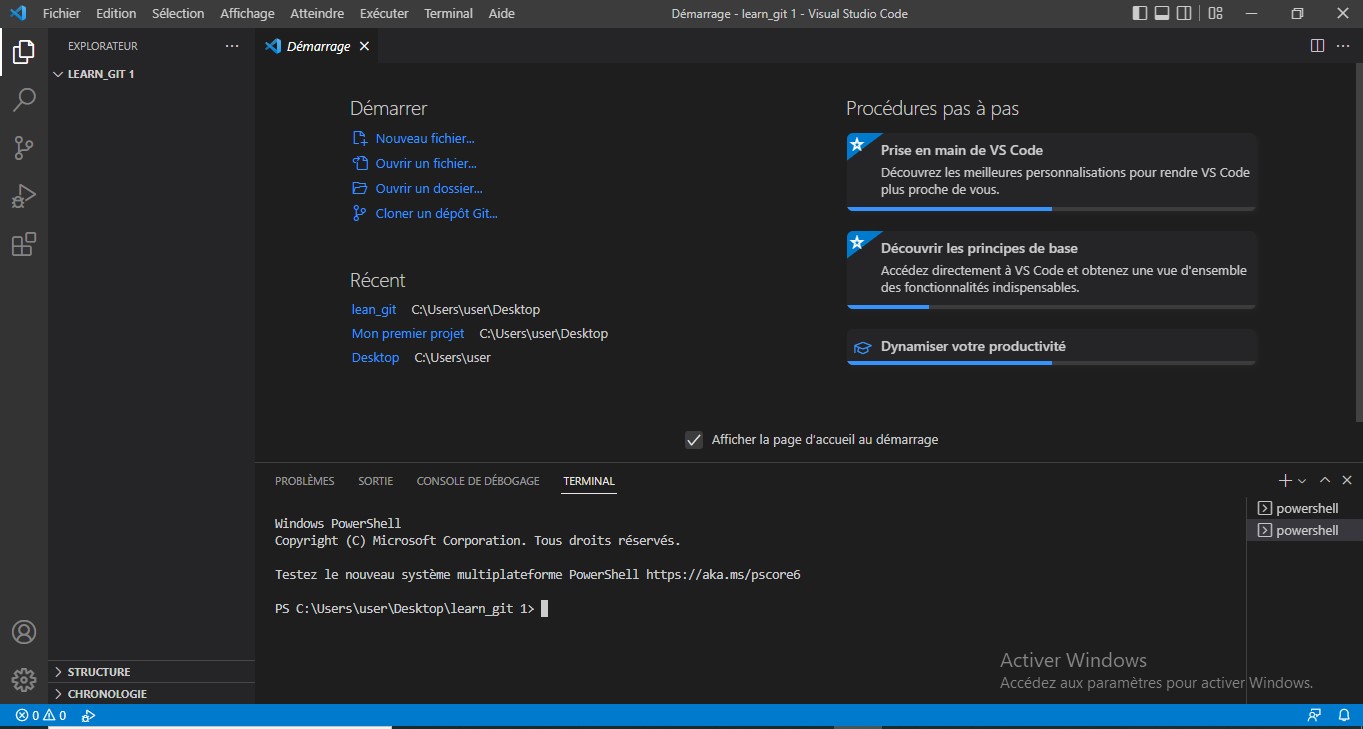 Fichier Edition Sélection Affichage Atteindre Exécuter Terminal Aide
Démarrage - learn_git 1 - Visual Studio Code
EXPLORATEUR
LEARN_GIT 1
STRUCTURE
CHRONOLOGIE
Démarrage
Démarrer
Nouveau fichier...
Ouvrir un fichier...
Ouvrir un dossier...
Cloner un dépôt Git...
Récent
lean_git C:\Users\user\Desktop
Mon premier projet C:\Users\user\Desktop
Desktop C:\Users\user
Procédures pas à pas
Prise en main de VS Code
Découvrez les meilleures personnalisations pour rendre VS Code
plus proche de vous.
Découvrir les principes de base
Accédez directement à VS Code et obtenez une vue d'ensemble
des fonctionnalités indispensables.
Dynamiser votre productivité
Afficher la page d'accueil au démarrage
PROBLÈMES SORTIE CONSOLE DE DÉBOGAGE TERMINAL
Windows PowerShell
Copyright (C) Microsoft Corporation. Tous droits réservés.
Testez le nouveau système multiplateforme PowerShell https://aka.ms/pscore6
PS C:\Users\user\Desktop\learn_git 1>
powershell
powershell
Activer Windows
Accédez aux paramètres pour activer Windows.
0 0